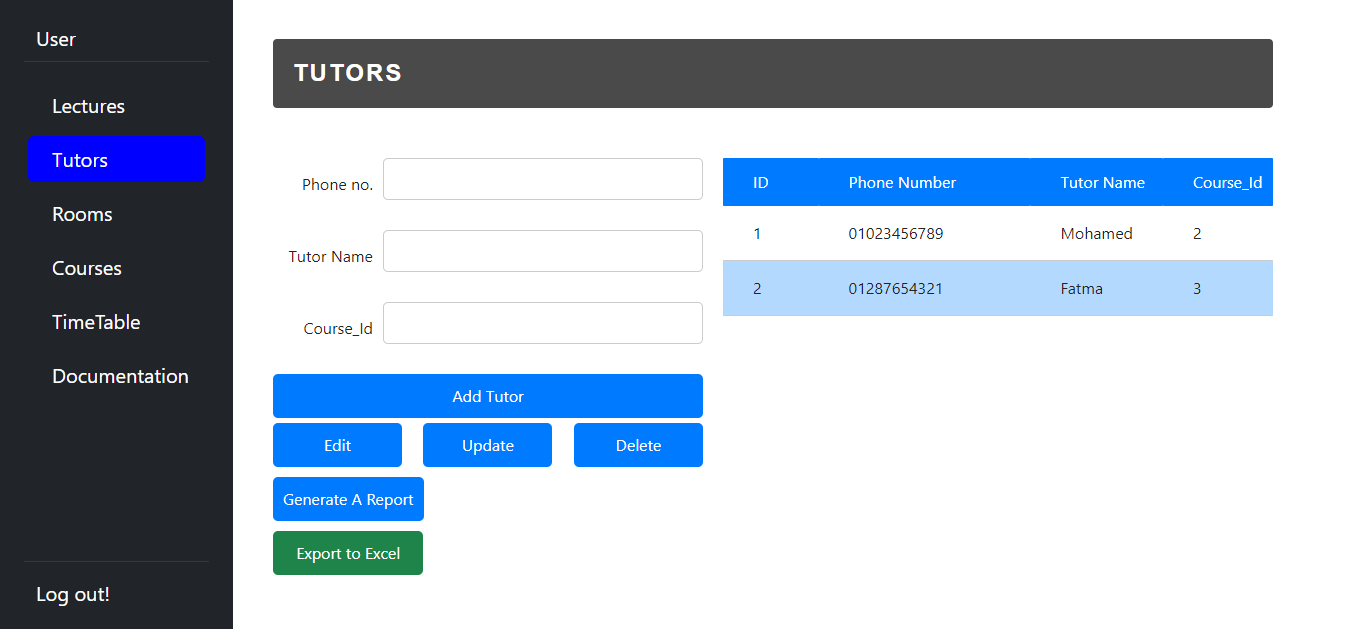 User
Lectures
Tutors
Rooms
Courses
TimeTable
Documentation
Log out!
TUTORS
Phone no.
Tutor Name
Course_Id
Add Tutor
Edit Update Delete
Generate A Report
Export to Excel
ID Phone Number Tutor Name Course_Id
1 01023456789 Mohamed 2
2 01287654321 Fatma 3